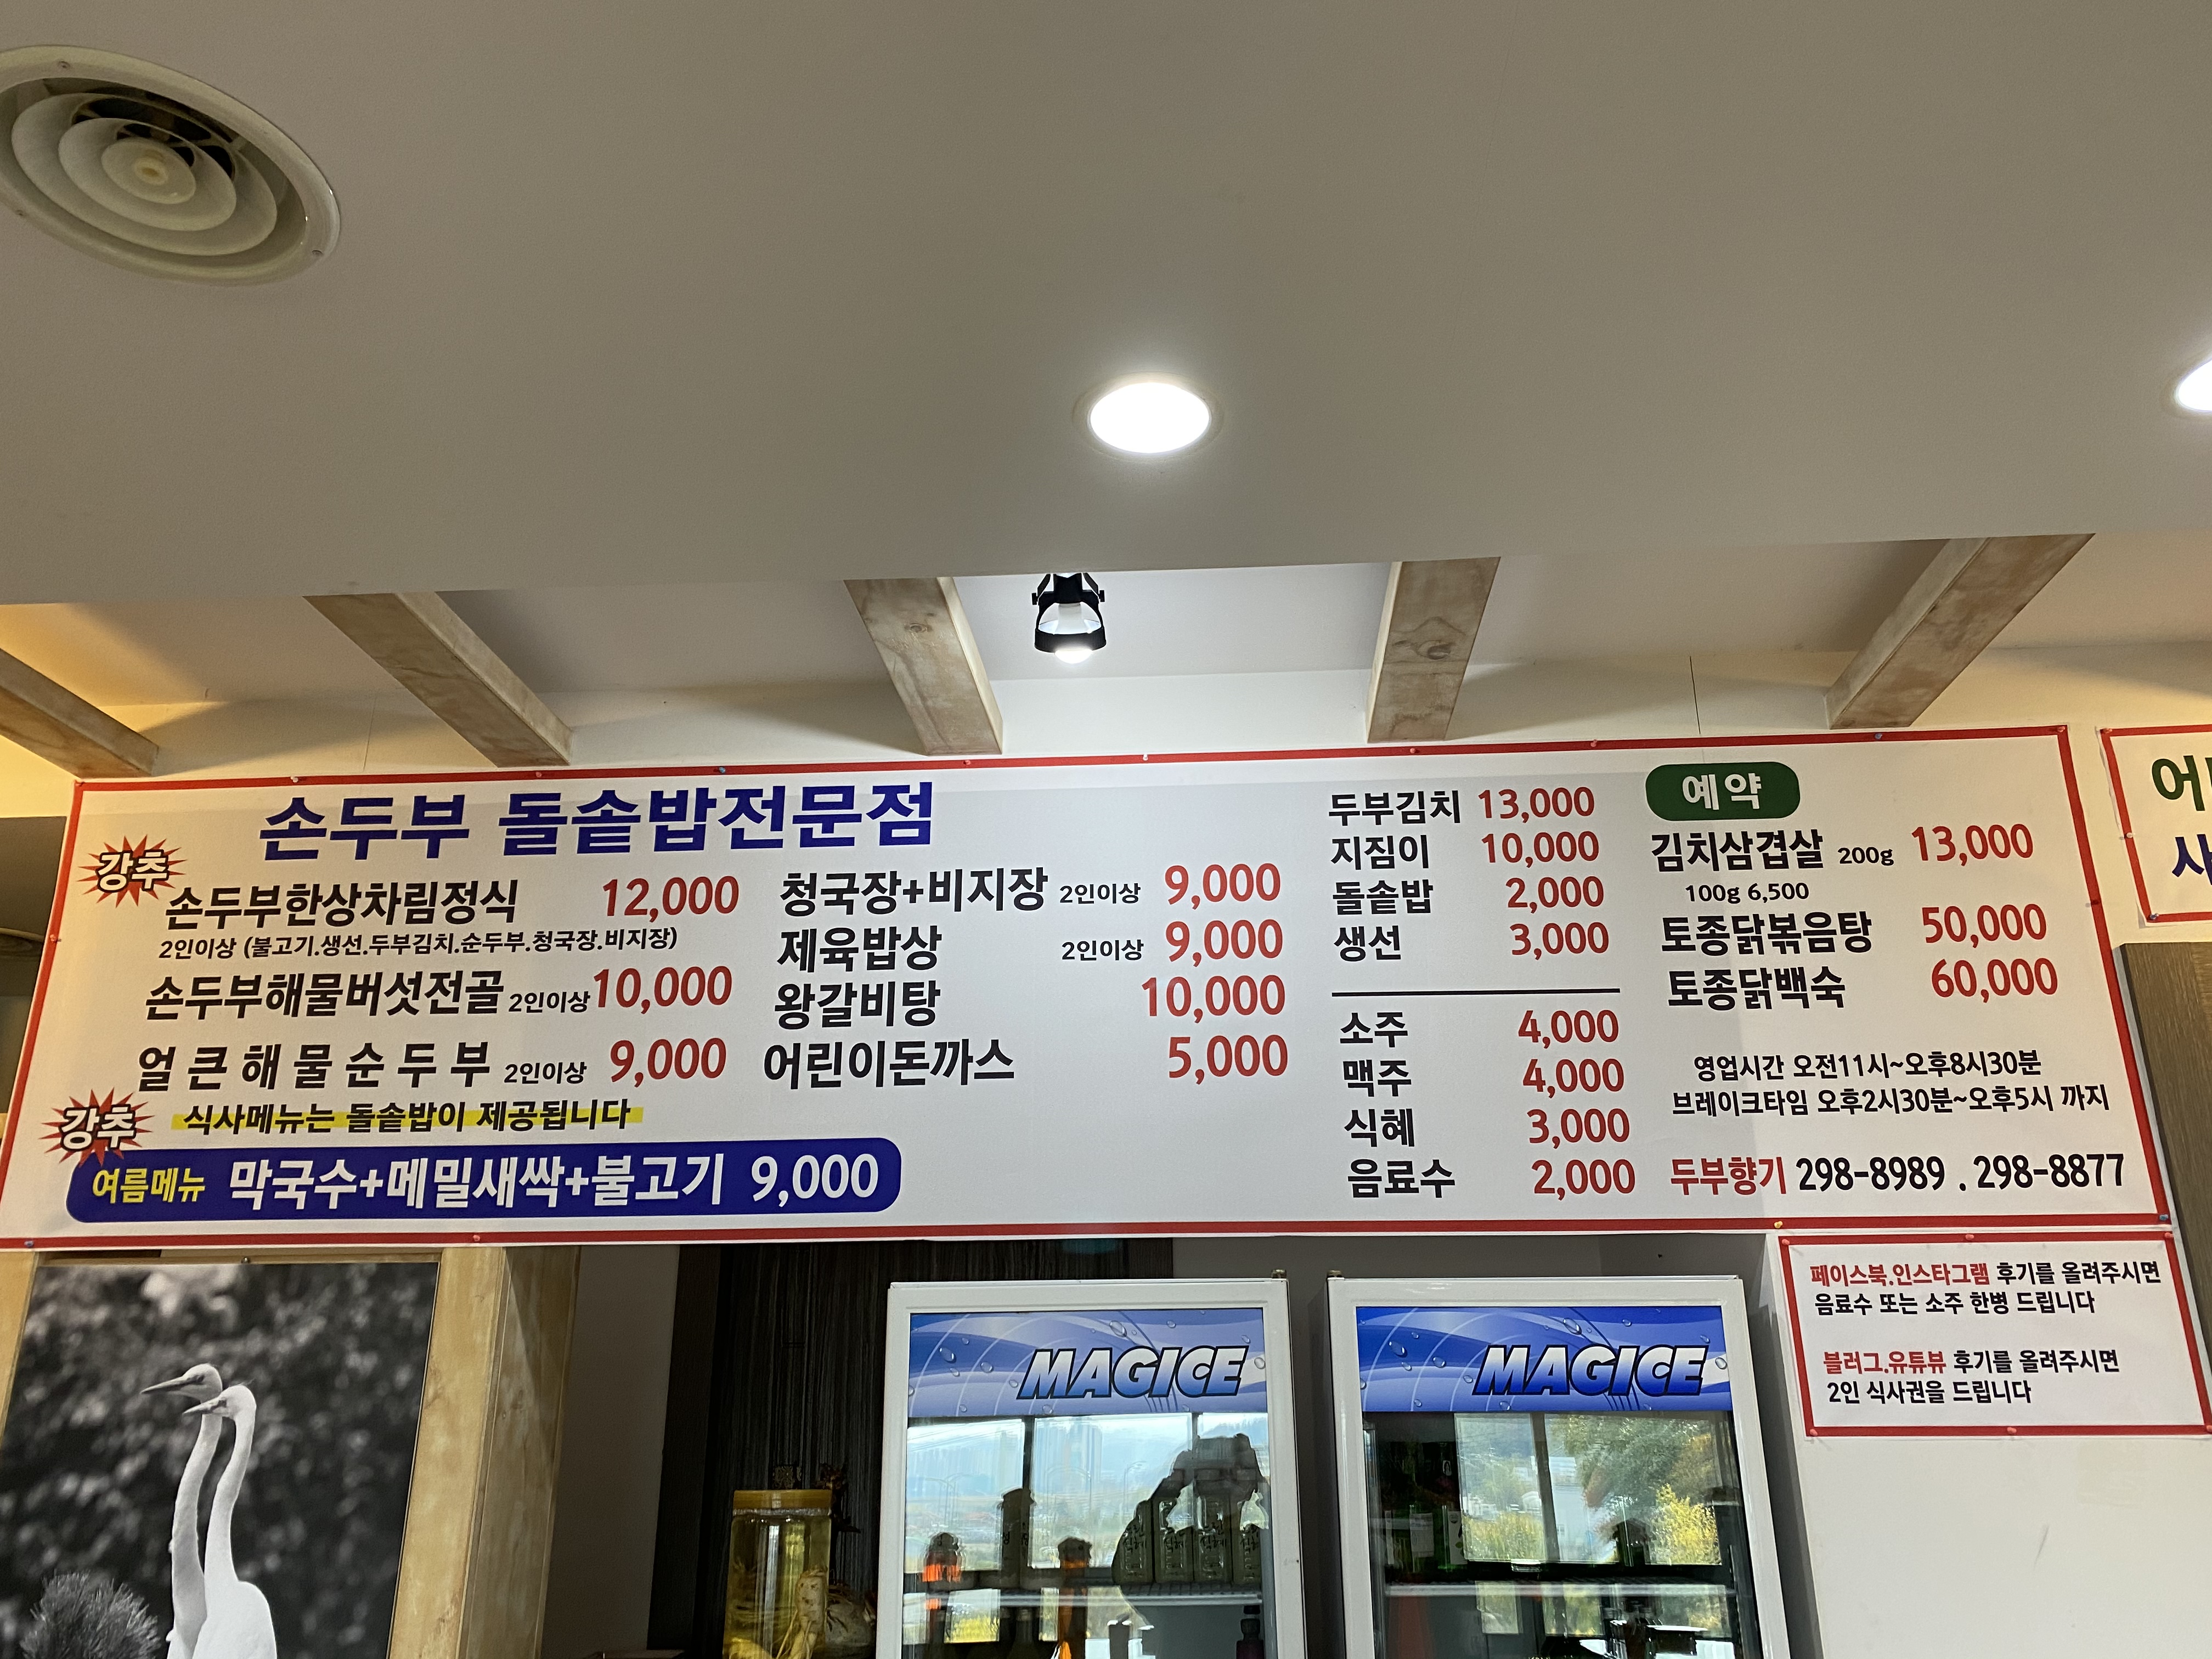 손두부 돌솥밥전문점
강추
손두부한상차림정식 12,000
2인이상 (불고기.생선.두부김치.순두부.청국장.비지장)
손두부해물버섯전골 2인이상 10,000
얼큰해물순두부 2인이상 9,000
식사메뉴는 돌솥밥이 제공됩니다
강추
여름메뉴 막국수+메밀새싹+불고기 9,000
청국장+비지장 2인이상 9,000
제육밥상 2인이상 9,000
왕갈비탕 10,000
어린이돈까스 5,000
두부김치 13,000
지짐이 10,000
돌솥밥 2,000
생선 3,000
소주 4,000
맥주 4,000
식혜 3,000
음료수 2,000
예약
김치삼겹살 200g 13,000
100g 6,500
토종닭볶음탕 50,000
토종닭백숙 60,000
영업시간 오전11시~오후8시30분
브레이크타임 오후2시30분~오후5시 까지
두부향기 298-8989 . 298-8877
페이스북.인스타그램 후기를 올려주시면
음료수 또는 소주 한병 드립니다
블러그.유튜뷰 후기를 올려주시면
2인 식사권을 드립니다
MAGICE
MAGICE